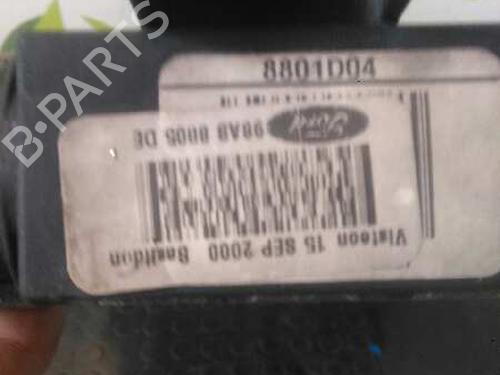 8801D04
Ford
98AB 8005 DE
Visteon 15 SEP 2000 Basildon
B-PARTS